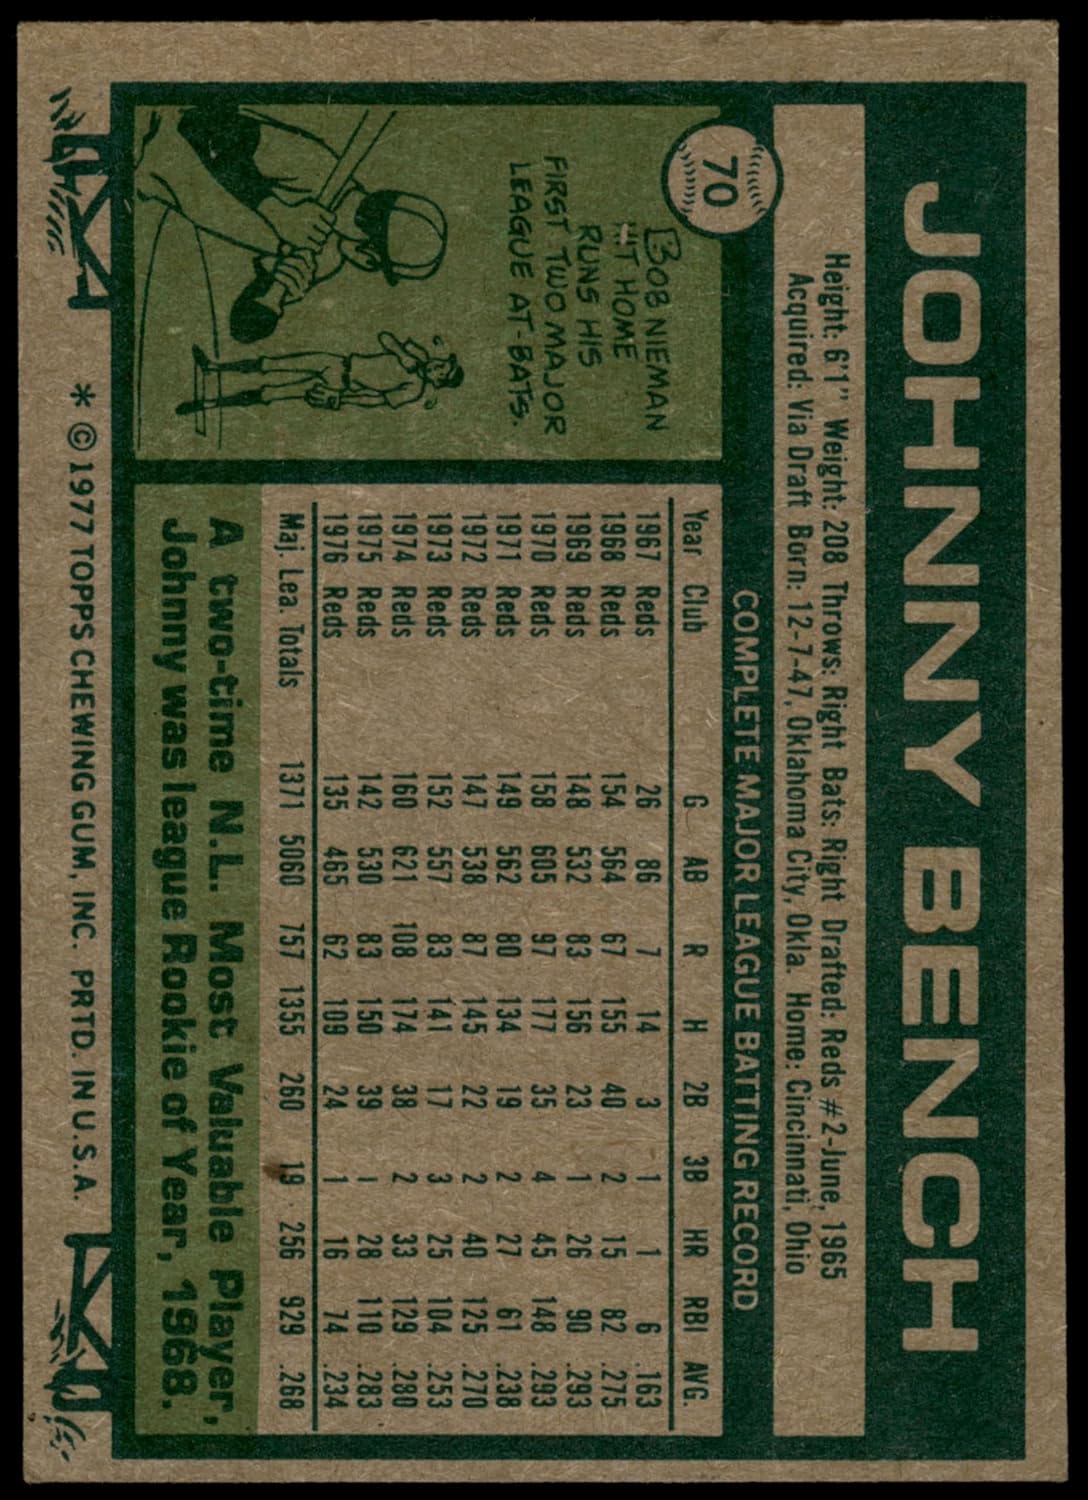 JOHNNY BENCH
70
Height: 6'1" Weight: 208 Throws: Right Bats: Right Drafted: Reds #2-June, 1965
Acquired: Via Draft Born: 12-7-47, Oklahoma City, Okla. Home: Cincinnati, Ohio
BOB NIEMAN
HIT HOME
RUNS HIS
FIRST TWO MAJOR
LEAGUE AT-BATS.
COMPLETE MAJOR LEAGUE BATTING RECORD
Year Club G AB R H 2B 3B HR RBI AVG.
1967 Reds 26 86 7 14 3 1 1 6 .163
1968 Reds 154 564 67 155 40 2 15 82 .275
1969 Reds 148 532 83 156 23 1 26 90 .293
1970 Reds 158 605 97 177 35 4 45 148 .293
1971 Reds 149 562 80 134 19 2 27 61 .238
1972 Reds 147 538 87 145 22 2 40 125 .270
1973 Reds 152 557 83 141 17 3 25 104 .253
1974 Reds 160 621 108 174 38 2 33 129 .280
1975 Reds 142 530 83 150 39 1 28 110 .283
1976 Reds 135 465 62 109 24 1 16 74 .234
Maj. Lea. Totals 1371 5060 757 1355 260 19 256 929 .268
A two-time N.L. Most Valuable Player,
Johnny was league Rookie of Year, 1968.
* © 1977 TOPPS CHEWING GUM, INC. PRTD. IN U.S.A.